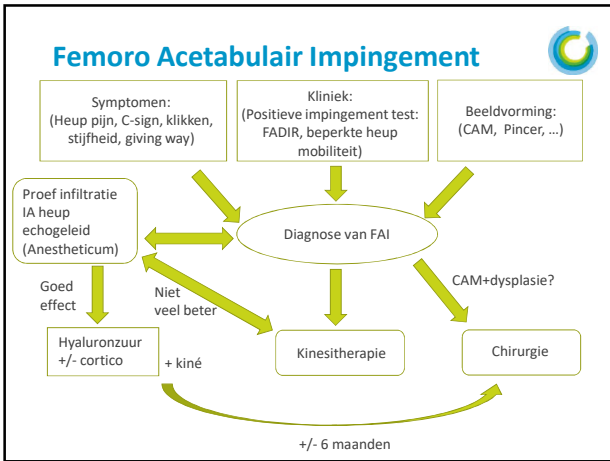 Femoro Acetabulair Impingement
Symptomen:
(Heup pijn, C-sign, klikken,
stijfheid, giving way)
Kliniek:
(Positieve impingement test:
FADIR, beperkte heup
mobiliteit)
Beeldvorming:
(CAM, Pincer, ...)
Proef infiltratie
IA heup
echogeleid
(Anestheticum)
Diagnose van FAI
Goed
effect
Niet
veel beter
CAM+dysplasie?
Hyaluronzuur
+/- cortico
+ kiné
Kinesitherapie
Chirurgie
+/- 6 maanden